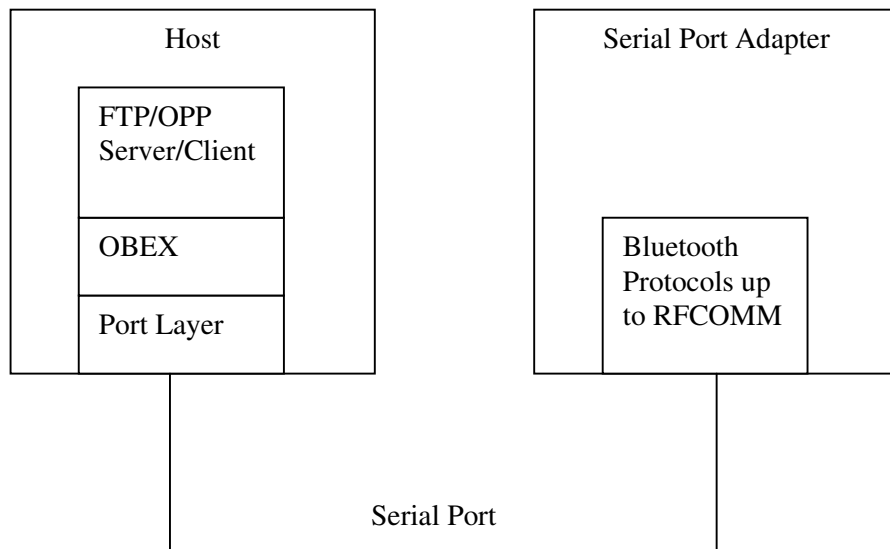 Host
FTP/OPP
Server/Client
OBEX
Port Layer
Serial Port Adapter
Bluetooth
Protocols up
to RFCOMM
Serial Port